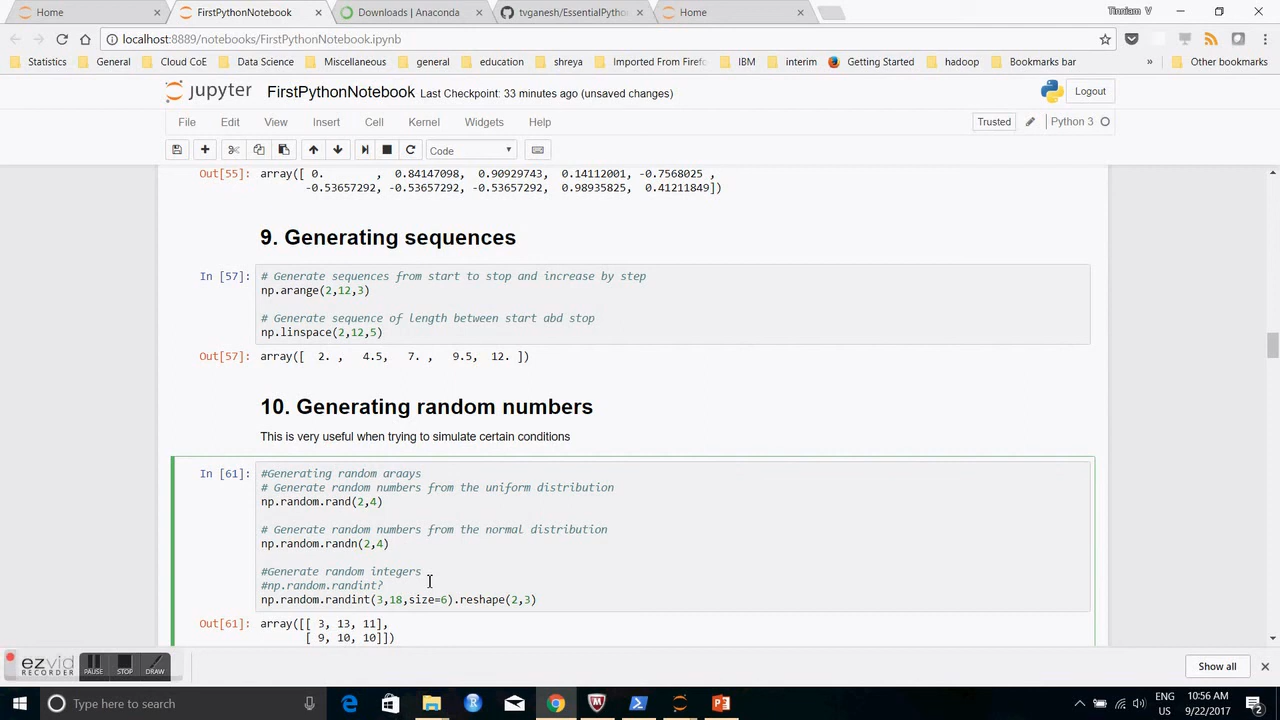 Home
FirstPythonNotebook
Downloads | Anaconda
tvganesh/EssentialPython
Home
localhost:8889/notebooks/FirstPythonNotebook.ipynb
Statistics General Cloud CoE Data Science Miscellaneous general education shreya Imported From Firef IBM interim Getting Started hadoop Bookmarks bar » Other bookmarks
jupyter FirstPythonNotebook Last Checkpoint: 33 minutes ago (unsaved changes) Logout
File Edit View Insert Cell Kernel Widgets Help Trusted Python 3
Code
Out[55]: array([ 0. , 0.84147098, 0.90929743, 0.14112001, -0.7568025 ,
-0.53657292, -0.53657292, -0.53657292, 0.98935825, 0.41211849])
9. Generating sequences
In [57]: # Generate sequences from start to stop and increase by step
np.arange(2,12,3)
# Generate sequence of length between start abd stop
np.linspace(2,12,5)
Out[57]: array([ 2. , 4.5, 7. , 9.5, 12. ])
10. Generating random numbers
This is very useful when trying to simulate certain conditions
In [61]: #Generating random araays
# Generate random numbers from the uniform distribution
np.random.rand(2,4)
# Generate random numbers from the normal distribution
np.random.randn(2,4)
#Generate random integers
#np.random.randint?
np.random.randint(3,18,size=6).reshape(2,3)
Out[61]: array([[ 3, 13, 11],
[ 9, 10, 10]])
ezvid
RECORDER
PAUSE STOP DRAW
Show all
Type here to search
ENG
US
10:56 AM
9/22/2017
2